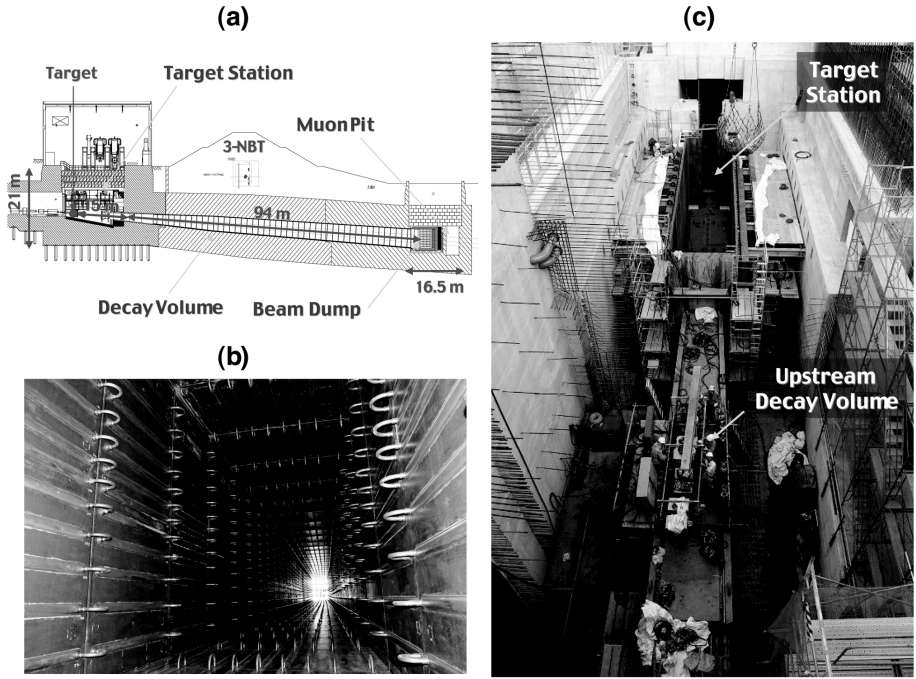 (a)
Target
Target Station
Muon Pit
3-NBT
21 m
94 m
16.5 m
Decay Volume
Beam Dump
(b)
(c)
Target
Station
Upstream
Decay Volume